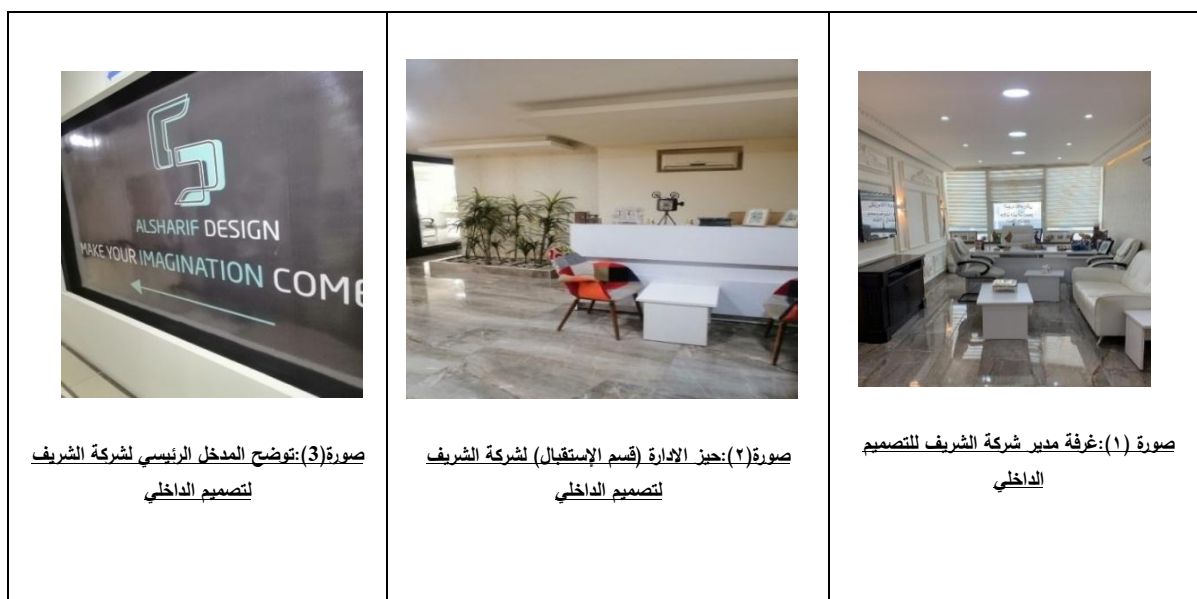 صورة (١):غرفة مدير شركة الشريف للتصميم
الداخلي
صورة(٢):حيز الادارة (قسم الإستقبال) لشركة الشريف
لتصميم الداخلي
ALSHARIF DESIGN
MAKE YOUR IMAGINATION COME
صورة(3):توضح المدخل الرئيسي لشركة الشريف
لتصميم الداخلي